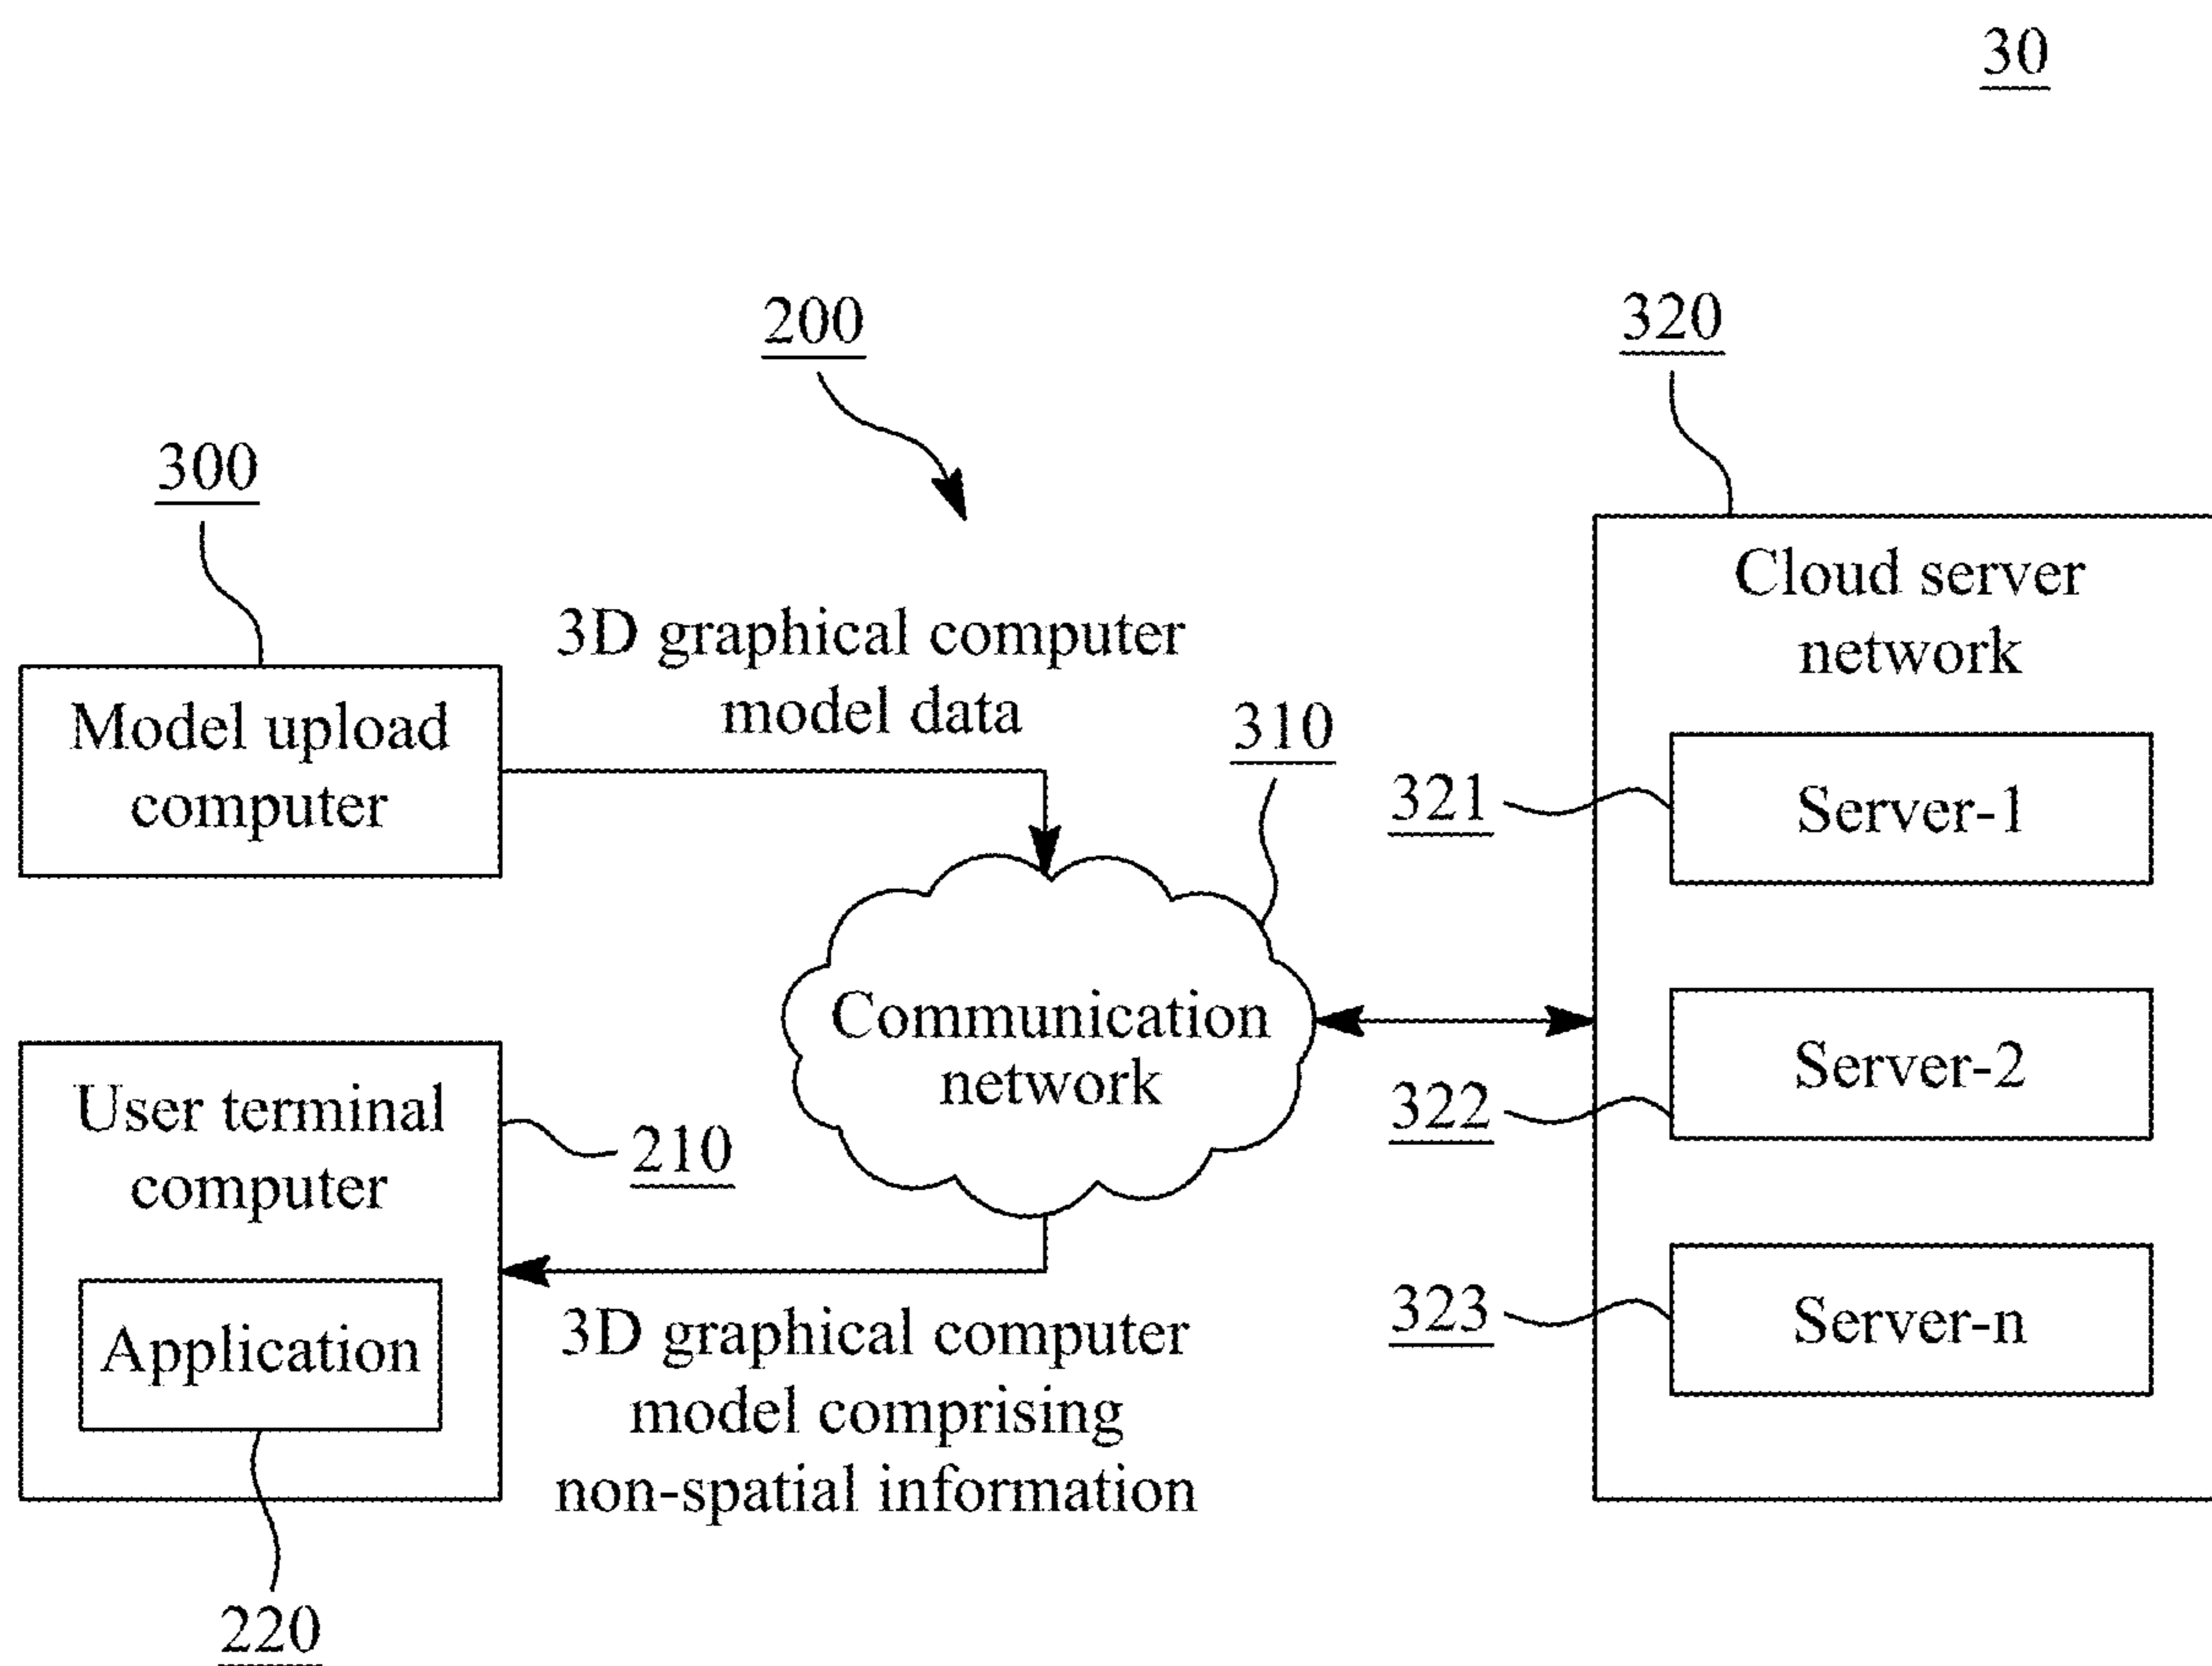 30
200
320
300
Cloud server
network
3D graphical computer
model data
Model upload
computer
310
321
Server-1
Communication
network
322
Server-2
User terminal
computer
210
323
Server-n
Application
3D graphical computer
model comprising
non-spatial information
220